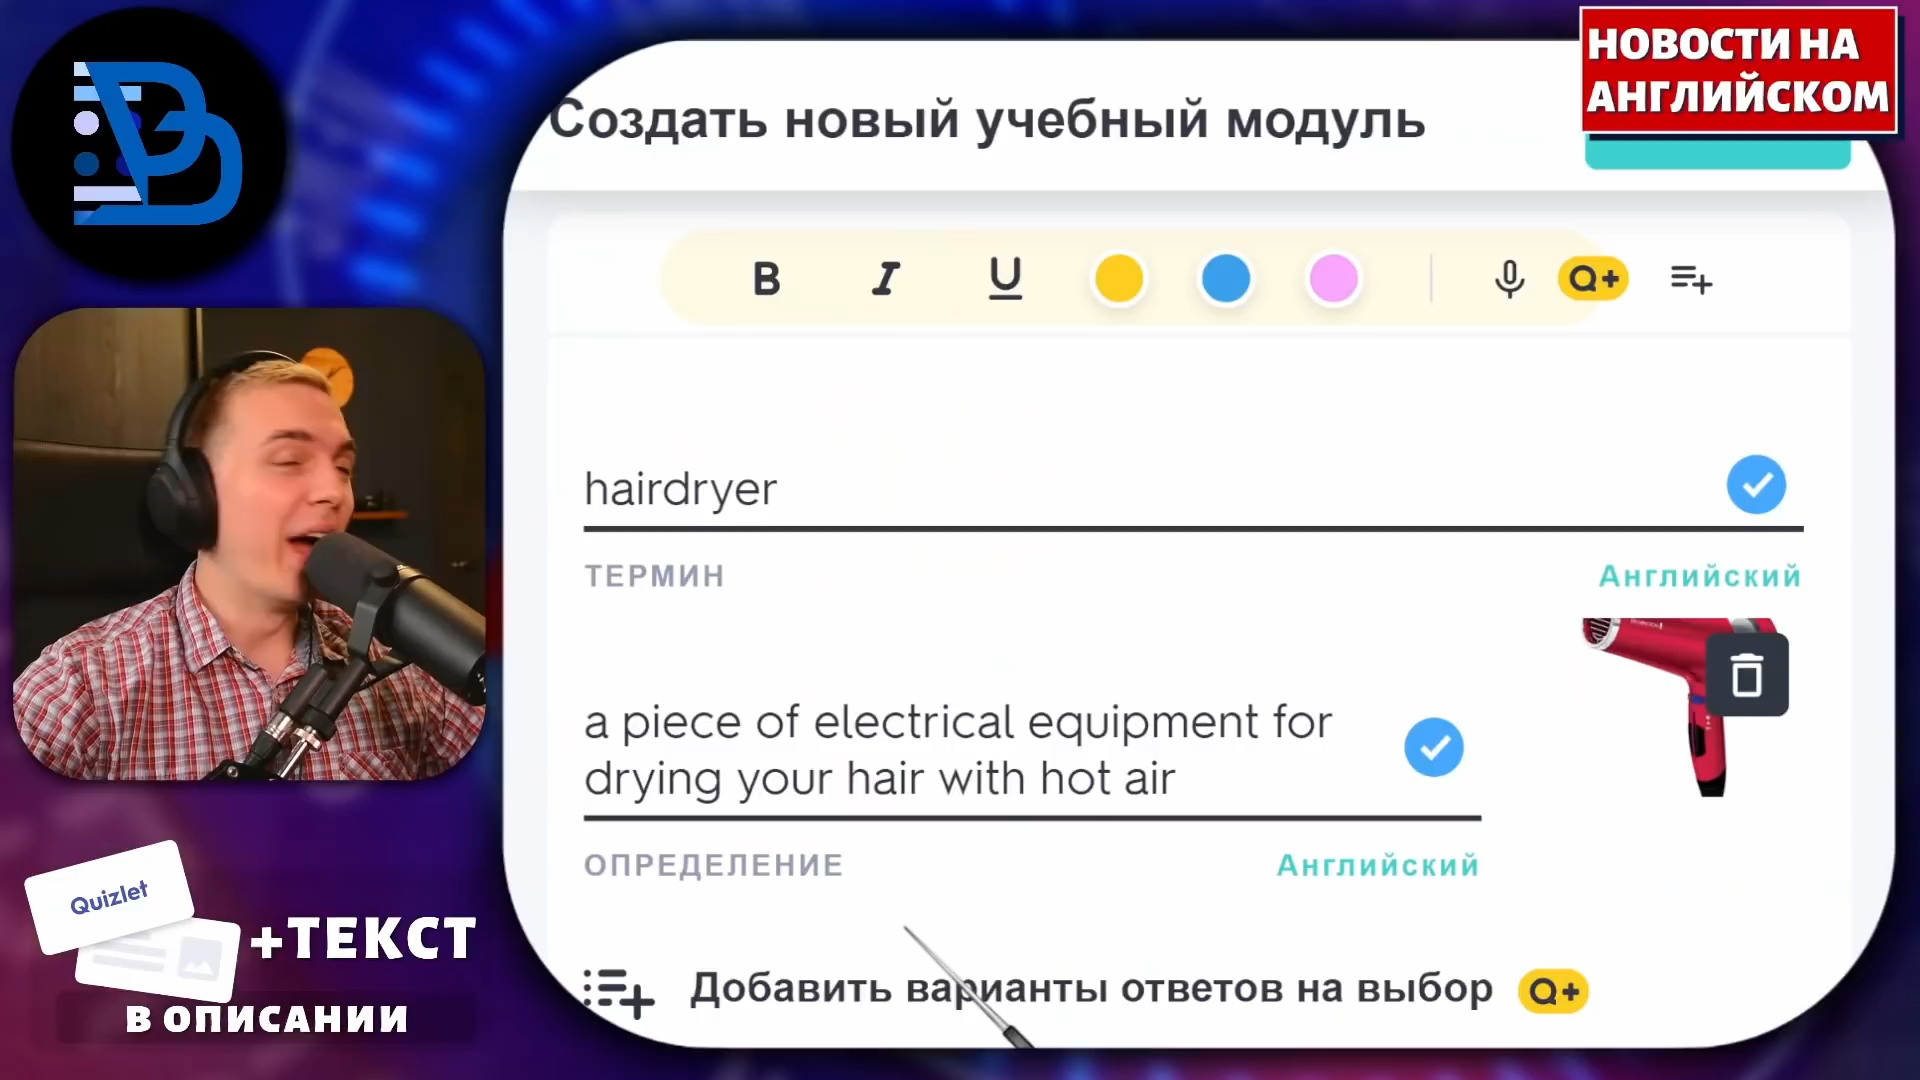 НОВОСТИ НА
АНГЛИЙСКОМ
Создать новый учебный модуль
B I U Q+
hairdryer
ТЕРМИН
Английский
a piece of electrical equipment for
drying your hair with hot air
ОПРЕДЕЛЕНИЕ
Английский
Добавить варианты ответов на выбор Q+
Quizlet
+ТЕКСТ
В ОПИСАНИИ